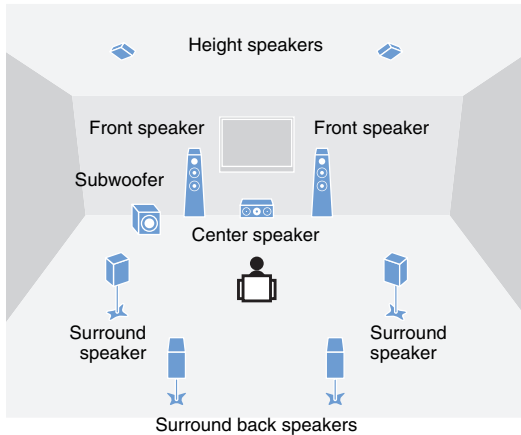 Height speakers
Front speaker
Front speaker
Subwoofer
Center speaker
Surround
speaker
Surround
speaker
Surround back speakers